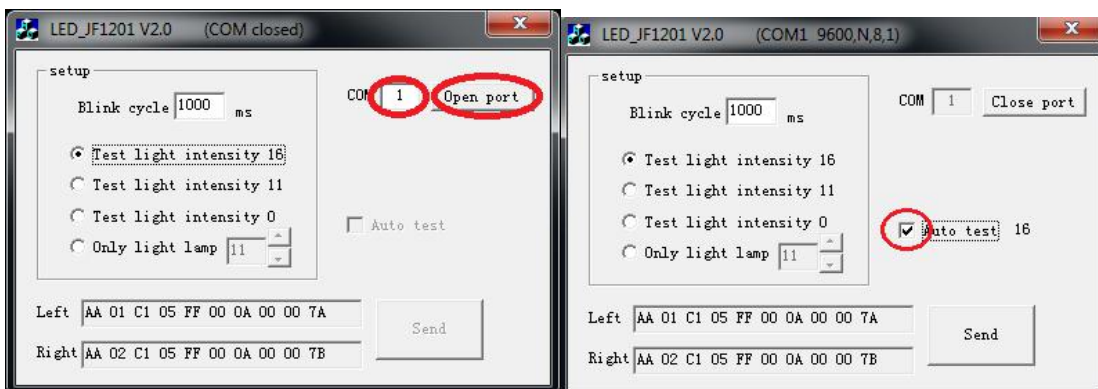 LED_JF1201 V2.0 (COM closed)
setup
Blink cycle 1000 ms
COM 1 Open port
Test light intensity 16
Test light intensity 11
Test light intensity 0
Auto test
Only light lamp 11
Left AA 01 C1 05 FF 00 0A 00 00 7A
Send
Right AA 02 C1 05 FF 00 0A 00 00 7B
LED_JF1201 V2.0 (COM1 9600,N,8,1)
setup
Blink cycle 1000 ms
COM 1 Close port
Test light intensity 16
Test light intensity 11
Test light intensity 0
Auto test 16
Only light lamp 11
Left AA 01 C1 05 FF 00 0A 00 00 7A
Send
Right AA 02 C1 05 FF 00 0A 00 00 7B